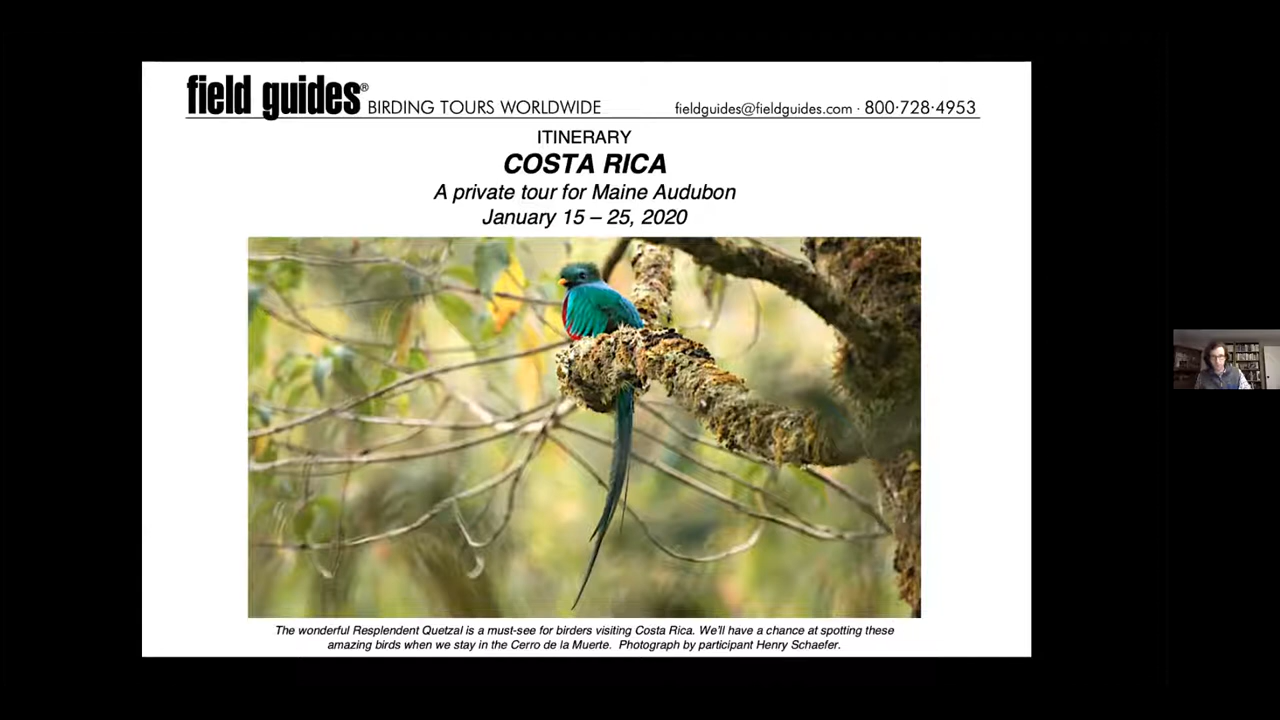 field guides® BIRDING TOURS WORLDWIDE fieldguides@fieldguides.com · 800·728·4953
ITINERARY
COSTA RICA
A private tour for Maine Audubon
January 15 – 25, 2020
The wonderful Resplendent Quetzal is a must-see for birders visiting Costa Rica. We'll have a chance at spotting these
amazing birds when we stay in the Cerro de la Muerte. Photograph by participant Henry Schaefer.